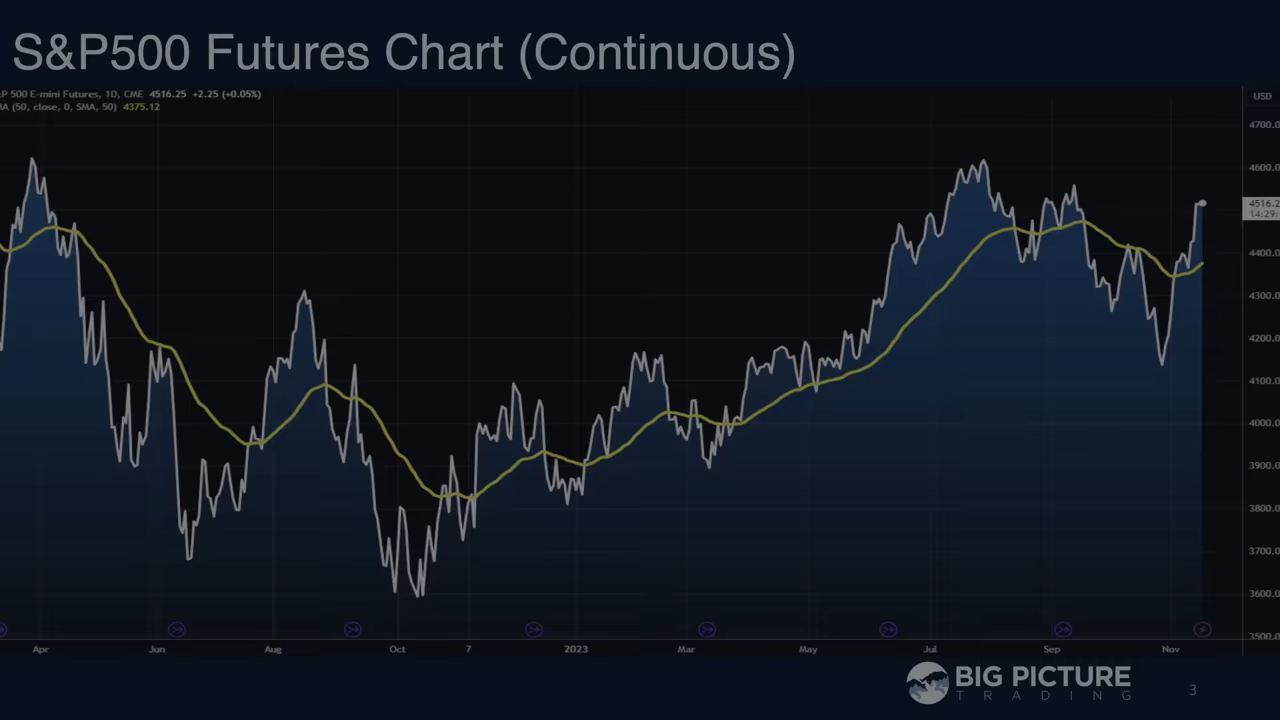 S&P500 Futures Chart (Continuous)
P 500 E-mini Futures, 1D, CME 4516.25 +2.25 (+0.05%)
A (50, close, 0, SMA, 50) 4375.12
USD
4700.0
4600.0
4516.2
14:29:
4400.0
4300.0
4200.0
4100.0
4000.0
3900.0
3800.0
3700.0
3600.0
3500.0
Apr Jun Aug Oct 7 2023 Mar May Jul Sep Nov
BIG PICTURE
TRADING
3